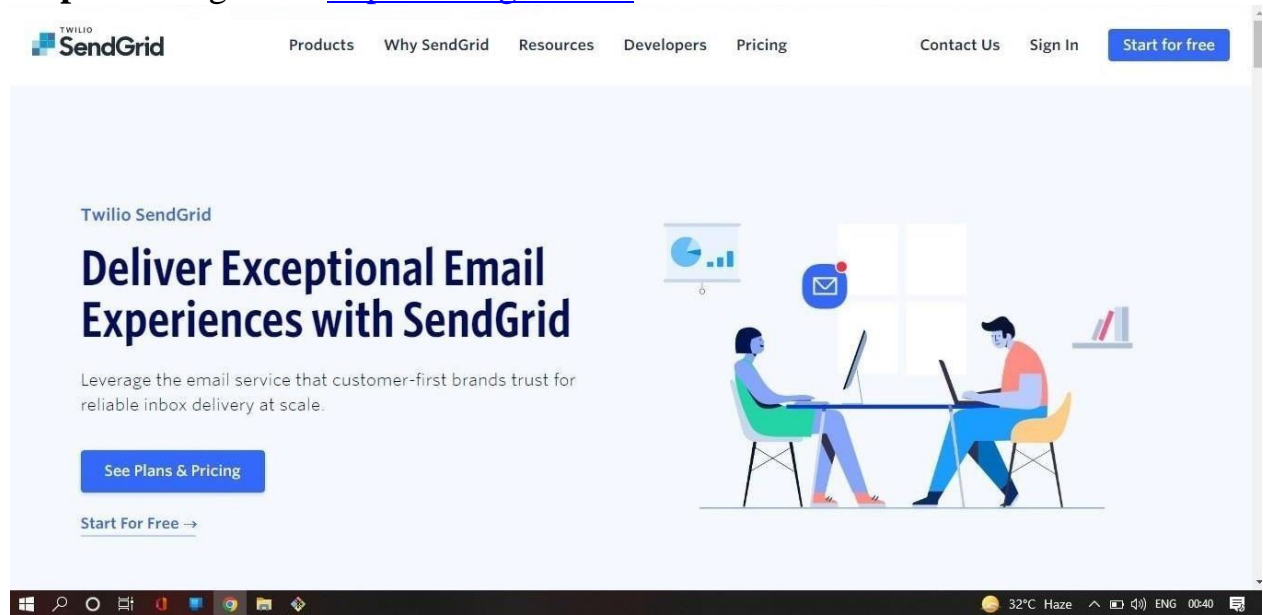 TWILIO
SendGrid
Products Why SendGrid Resources Developers Pricing Contact Us Sign In Start for free
Twilio SendGrid
Deliver Exceptional Email
Experiences with SendGrid
Leverage the email service that customer-first brands trust for
reliable inbox delivery at scale.
See Plans & Pricing
Start For Free →
32°C Haze ENG 00:40